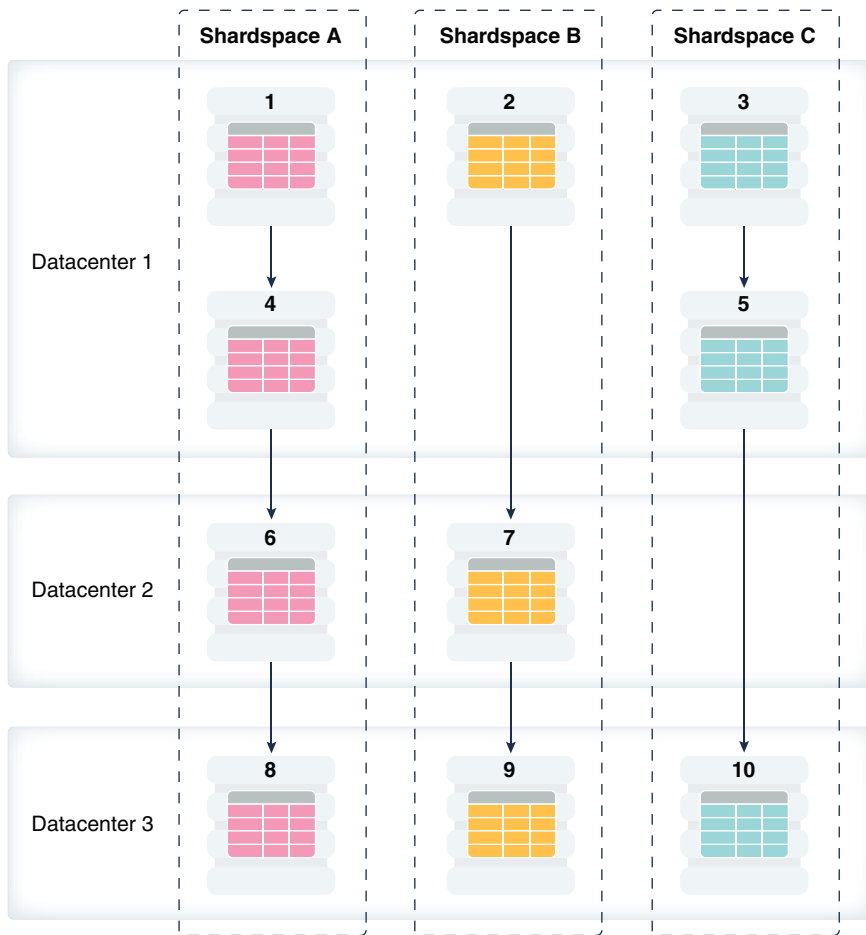 Shardspace A
Shardspace B
Shardspace C
1
2
3
Datacenter 1
4
5
6
7
Datacenter 2
8
9
10
Datacenter 3